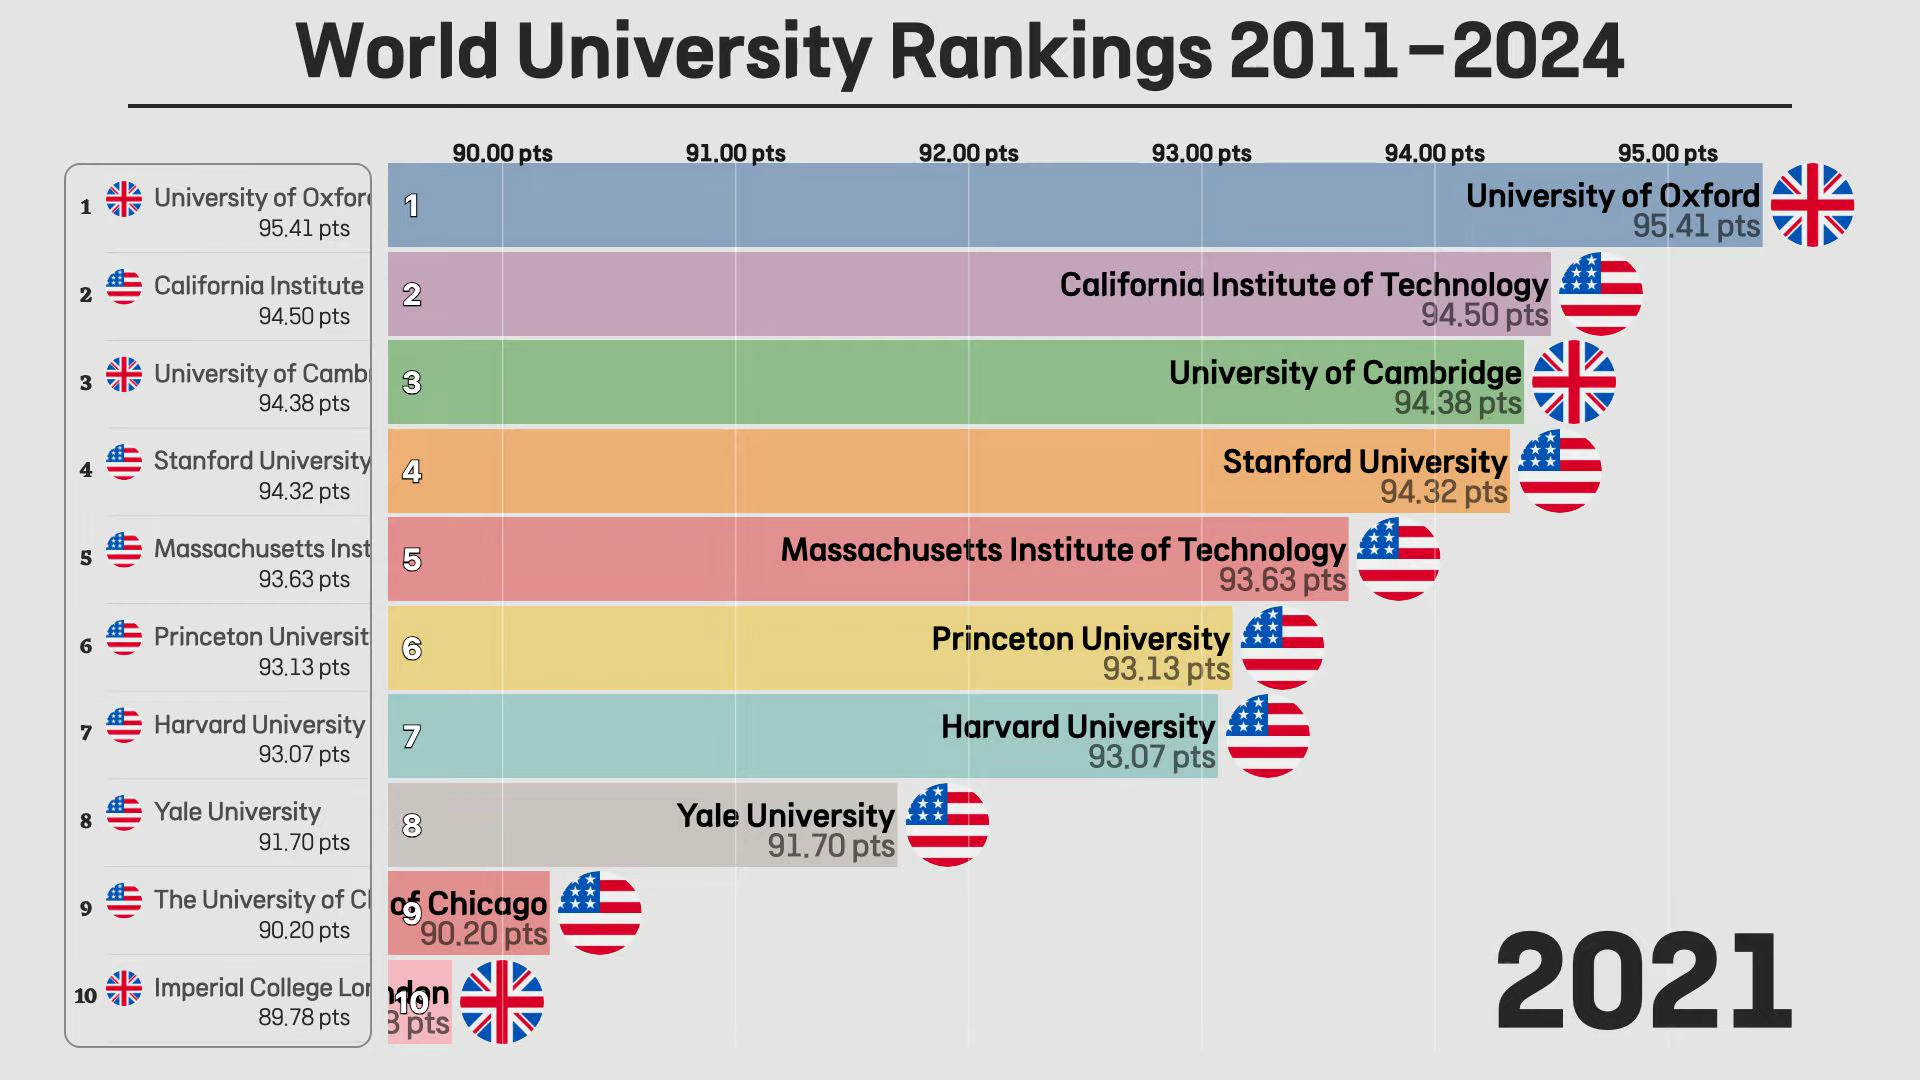 World University Rankings 2011–2024
90.00 pts 91.00 pts 92.00 pts 93.00 pts 94.00 pts 95.00 pts
1 University of Oxfor
95.41 pts
2 California Institute
94.50 pts
3 University of Camb
94.38 pts
4 Stanford University
94.32 pts
5 Massachusetts Inst
93.63 pts
6 Princeton Universit
93.13 pts
7 Harvard University
93.07 pts
8 Yale University
91.70 pts
9 The University of Cl
90.20 pts
10 Imperial College Lor
89.78 pts
1 University of Oxford
95.41 pts
2 California Institute of Technology
94.50 pts
3 University of Cambridge
94.38 pts
4 Stanford University
94.32 pts
5 Massachusetts Institute of Technology
93.63 pts
6 Princeton University
93.13 pts
7 Harvard University
93.07 pts
8 Yale University
91.70 pts
9 of Chicago
90.20 pts
10 ndon
8 pts
2021